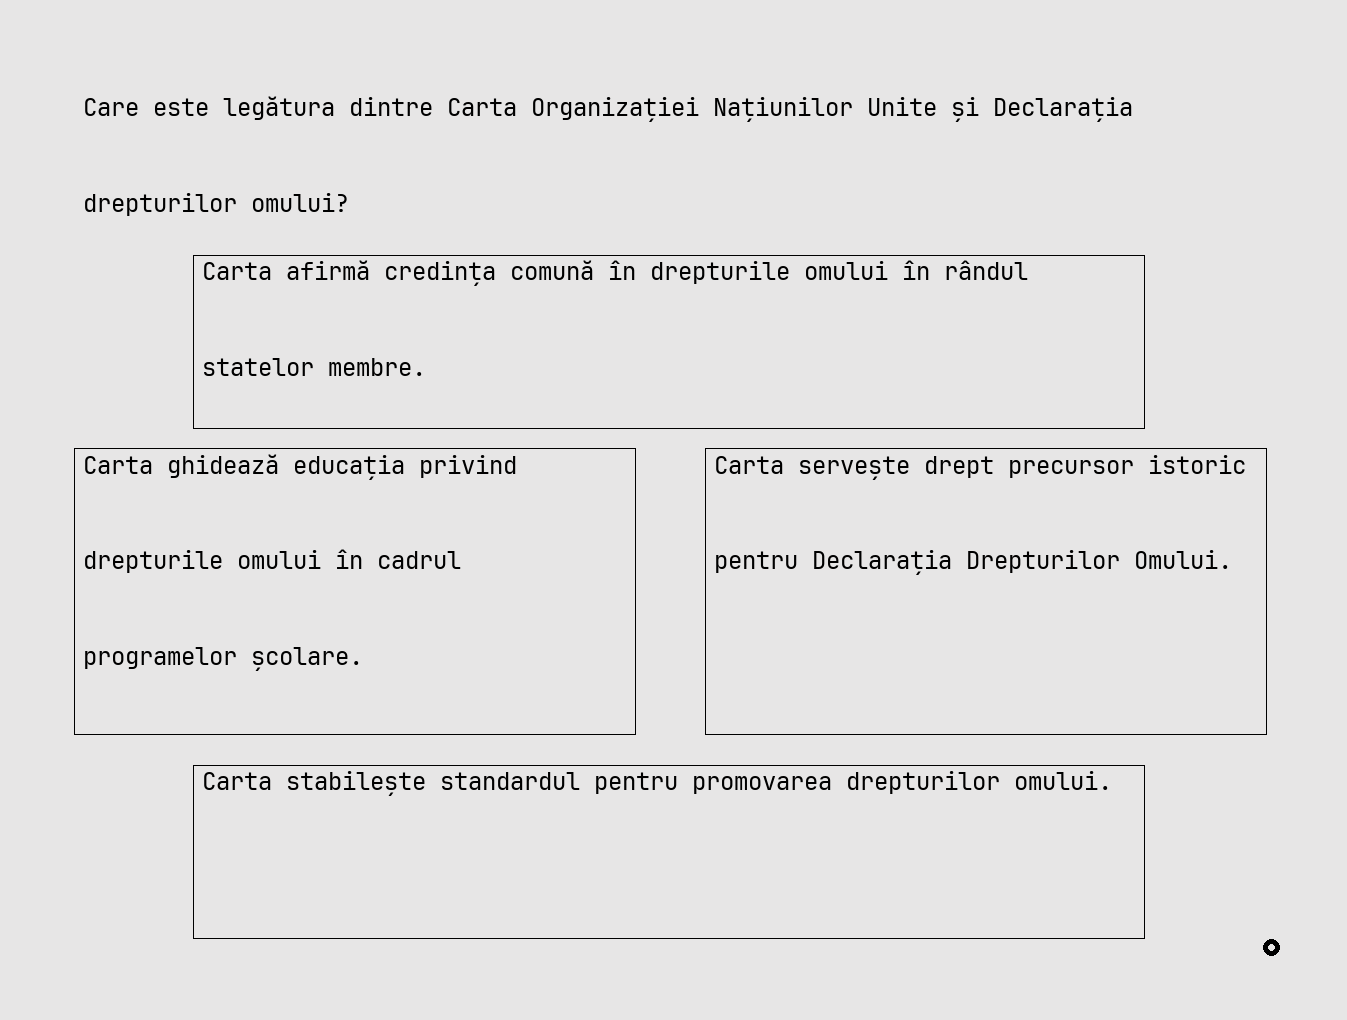 Care este legătura dintre Carta Organizației Națiunilor Unite și Declarația
drepturilor omului?
Carta afirmă credința comună în drepturile omului în rândul
statelor membre.
Carta ghidează educația privind
drepturile omului în cadrul
programelor școlare.
Carta servește drept precursor istoric
pentru Declarația Drepturilor Omului.
Carta stabilește standardul pentru promovarea drepturilor omului.